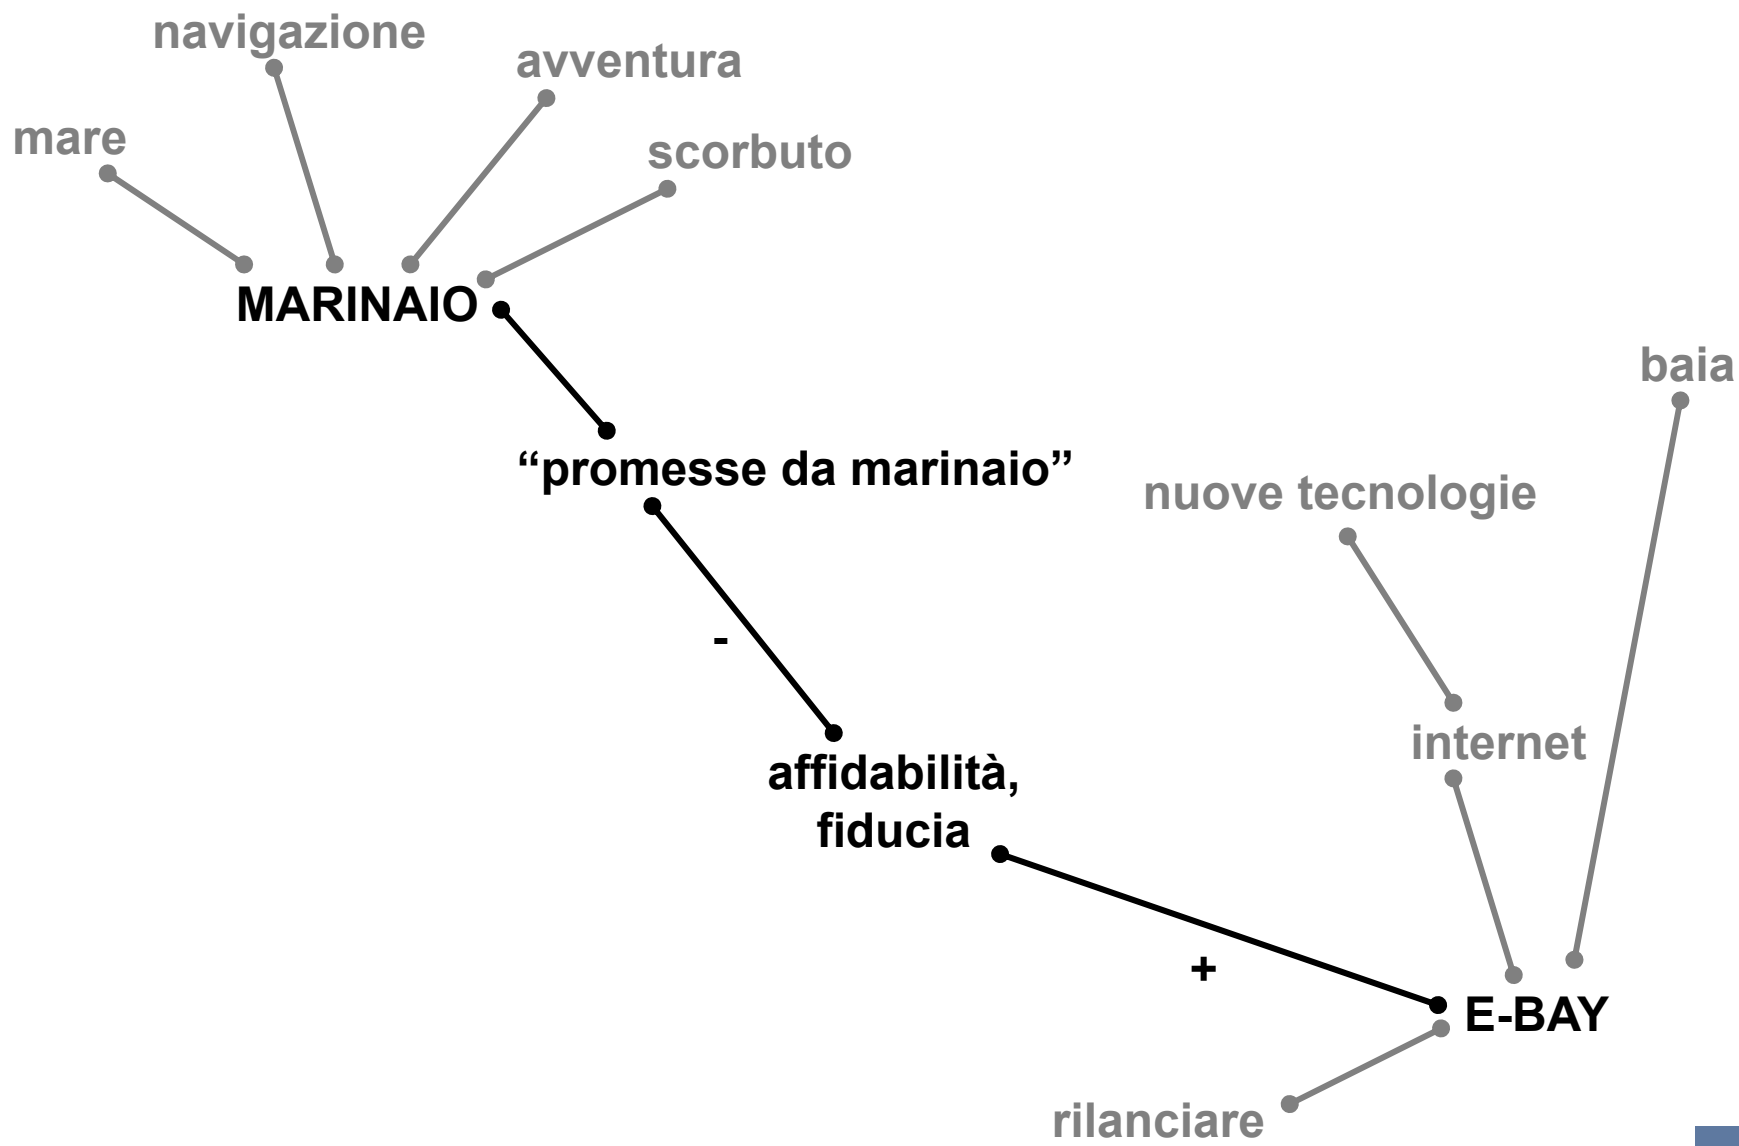 navigazione
avventura
mare
scorbuto
MARINAIO
baia
“promesse da marinaio”
nuove tecnologie
-
internet
affidabilità,
fiducia
+
E-BAY
rilanciare